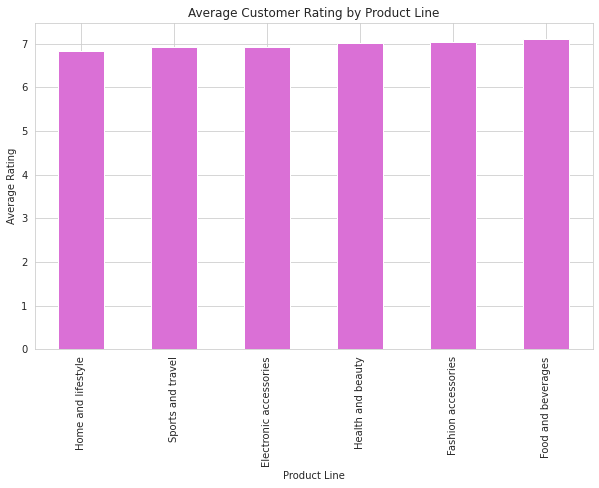 Average Customer Rating by Product Line
Average Rating
7
6
5
4
3
2
1
0
Home and lifestyle
Sports and travel
Electronic accessories
Health and beauty
Fashion accessories
Food and beverages
Product Line